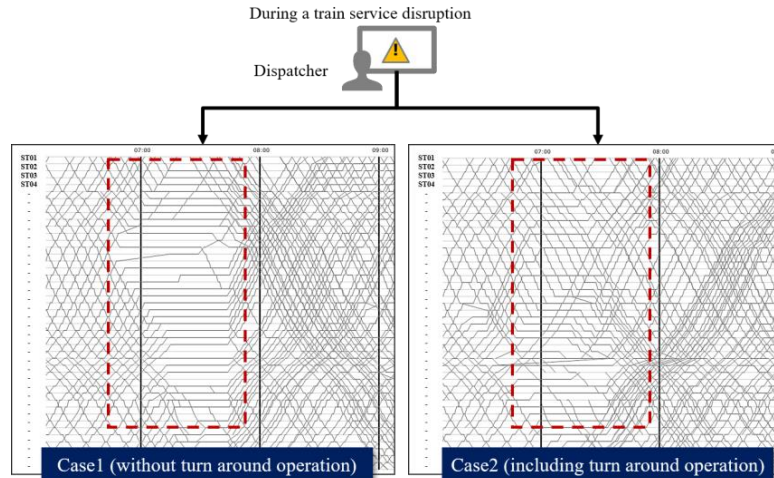 During a train service disruption
!
Dispatcher
07:00 08:00 09:00
ST01
ST02
ST03
ST04
07:00 08:00
ST01
ST02
ST03
ST04
Case1 (without turn around operation)
Case2 (including turn around operation)